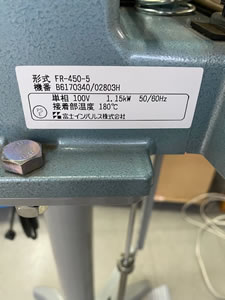 形式 FR-450-5
機番 B6170340/02803H
単相 100V 1.15kW 50/60Hz
接着部温度 180℃
富士インパルス株式会社